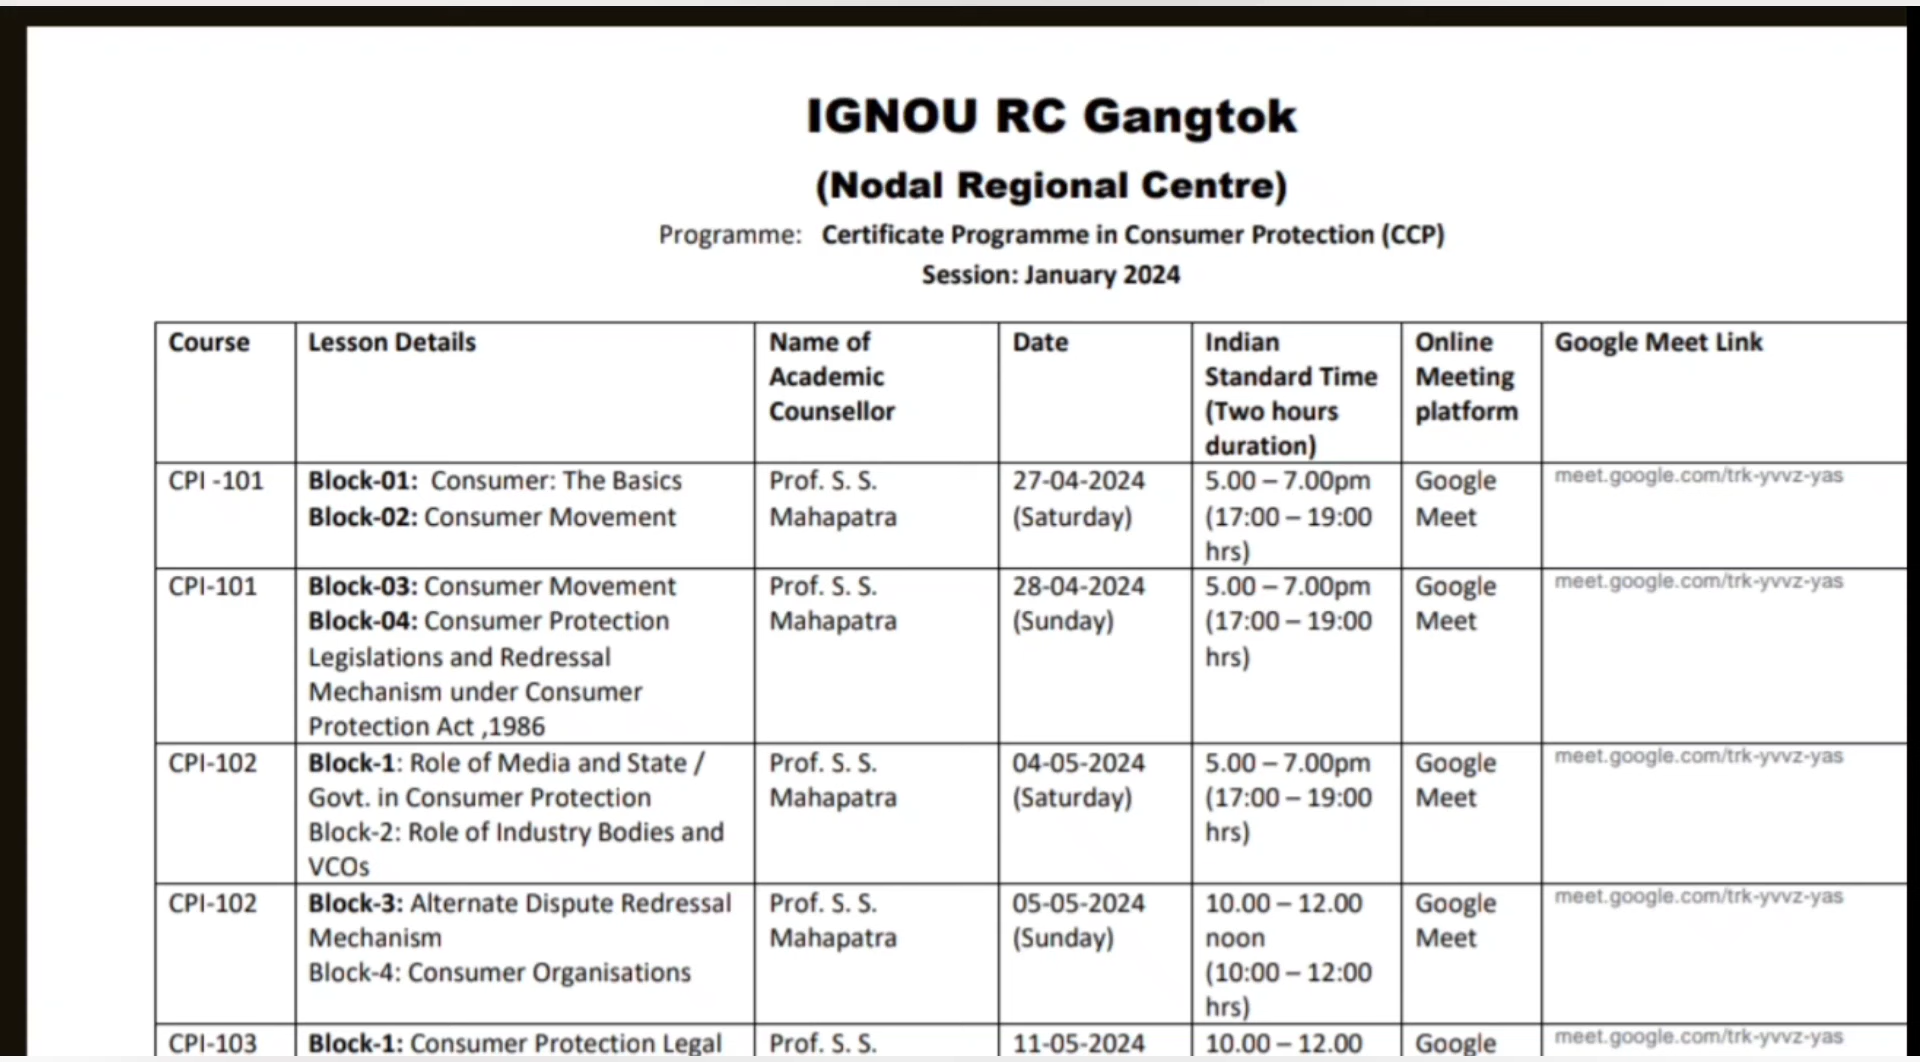 IGNOU RC Gangtok
(Nodal Regional Centre)
Programme: Certificate Programme in Consumer Protection (CCP)
Session: January 2024
Course
Lesson Details
Name of
Academic
Counsellor
Date
Indian
Standard Time
(Two hours
duration)
Online
Meeting
platform
Google Meet Link
CPI -101
Block-01: Consumer: The Basics
Block-02: Consumer Movement
Prof. S. S.
Mahapatra
27-04-2024
(Saturday)
5.00 – 7.00pm
(17:00 – 19:00
hrs)
Google
Meet
meet.google.com/trk-yvvz-yas
CPI-101
Block-03: Consumer Movement
Block-04: Consumer Protection
Legislations and Redressal
Mechanism under Consumer
Protection Act ,1986
Prof. S. S.
Mahapatra
28-04-2024
(Sunday)
5.00 – 7.00pm
(17:00 – 19:00
hrs)
Google
Meet
meet.google.com/trk-yvvz-yas
CPI-102
Block-1: Role of Media and State /
Govt. in Consumer Protection
Block-2: Role of Industry Bodies and
VCOs
Prof. S. S.
Mahapatra
04-05-2024
(Saturday)
5.00 – 7.00pm
(17:00 – 19:00
hrs)
Google
Meet
meet.google.com/trk-yvvz-yas
CPI-102
Block-3: Alternate Dispute Redressal
Mechanism
Block-4: Consumer Organisations
Prof. S. S.
Mahapatra
05-05-2024
(Sunday)
10.00 – 12.00
noon
(10:00 – 12:00
hrs)
Google
Meet
meet.google.com/trk-yvvz-yas
CPI-103
Block-1: Consumer Protection Legal
Prof. S. S.
11-05-2024
10.00 – 12.00
Google
meet.google.com/trk-yvvz-yas